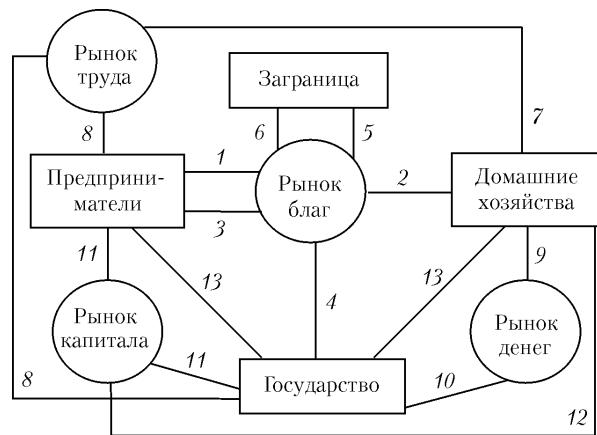 Рынок
труда
Заграница
8
6
5
7
1
Предприни-
матели
Рынок
благ
2
Домашние
хозяйства
3
11
13
4
13
9
Рынок
капитала
Рынок
денег
11
Государство
10
8
12